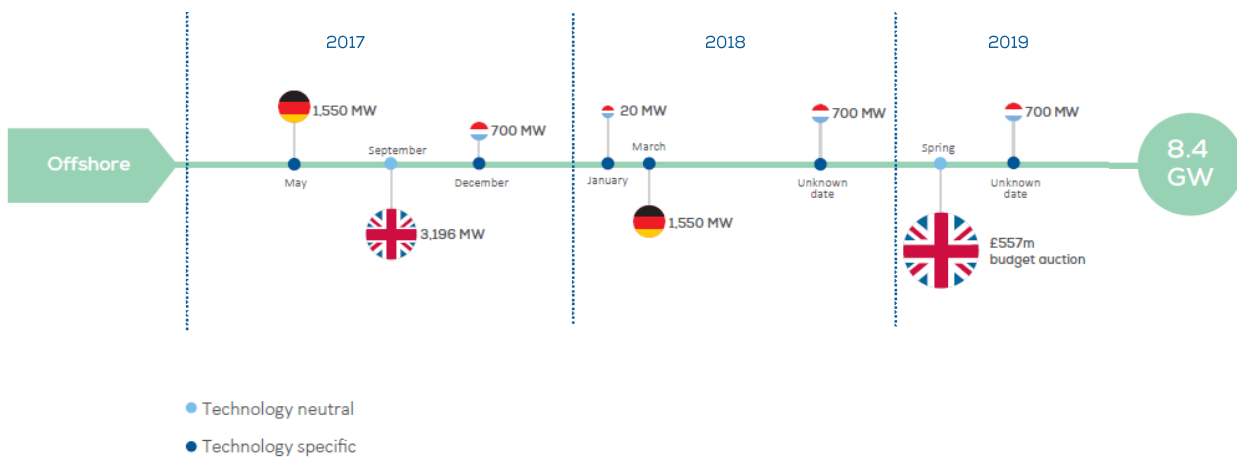 2017
2018
2019
Offshore
1,550 MW
May
September
3,196 MW
700 MW
December
20 MW
January
March
1,550 MW
700 MW
Unknown
date
Spring
£557m
budget auction
700 MW
Unknown
date
8.4
GW
Technology neutral
Technology specific